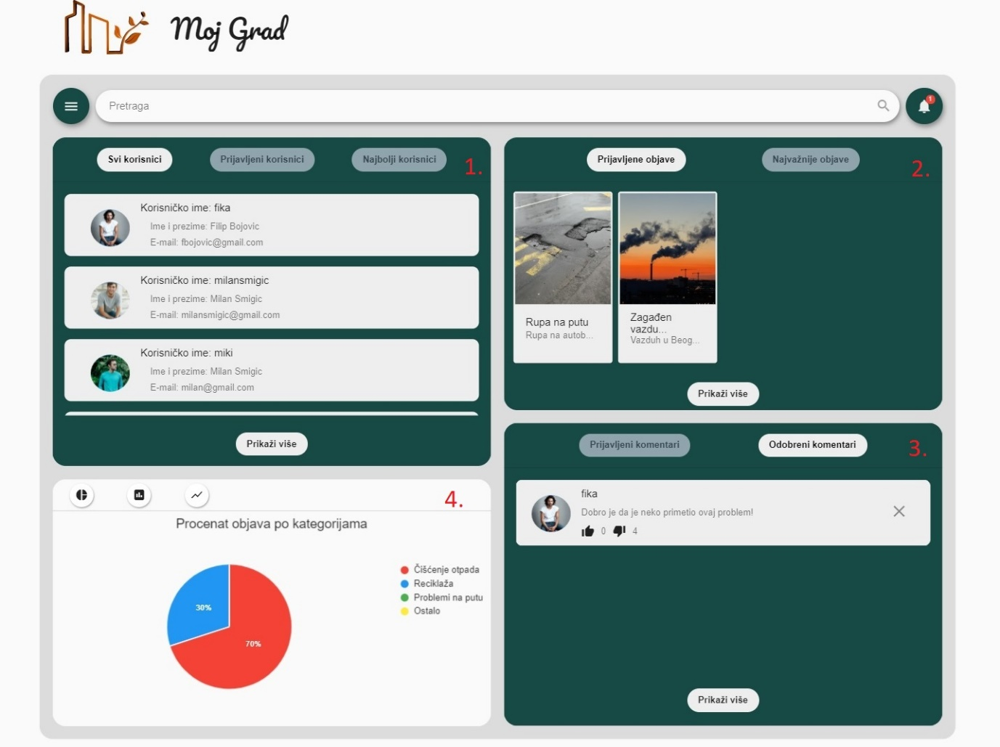 Moj Grad
Pretraga
1
Svi korisnici
Prijavljeni korisnici
Najbolji korisnici
1.
Korisničko ime: fika
Ime i prezime: Filip Bojovic
E-mail: fbojovic@gmail.com
Korisničko ime: milansmigic
Ime i prezime: Milan Smigic
E-mail: milansmigic@gmail.com
Korisničko ime: miki
Ime i prezime: Milan Smigic
E-mail: milan@gmail.com
Prikaži više
Prijavljene objave
Najvažnije objave
2.
Rupa na putu
Rupa na autob...
Zagađen
vazdu...
Vazduh u Beog...
Prikaži više
Prijavljeni komentari
Odobreni komentari
3.
fika
Dobro je da je neko primetio ovaj problem!
0 4
Prikaži više
4.
Procenat objava po kategorijama
30%
70%
Čišćenje otpada
Reciklaža
Problemi na putu
Ostalo